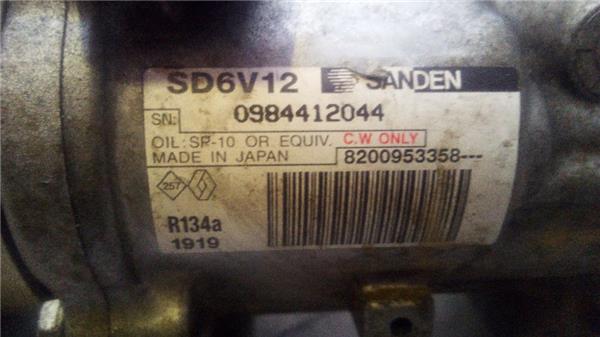 SD6V12 SANDEN
SN: 0984412044
OIL: SP-10 OR EQUIV. C.W ONLY
MADE IN JAPAN 8200953358---
257
R134a
1919